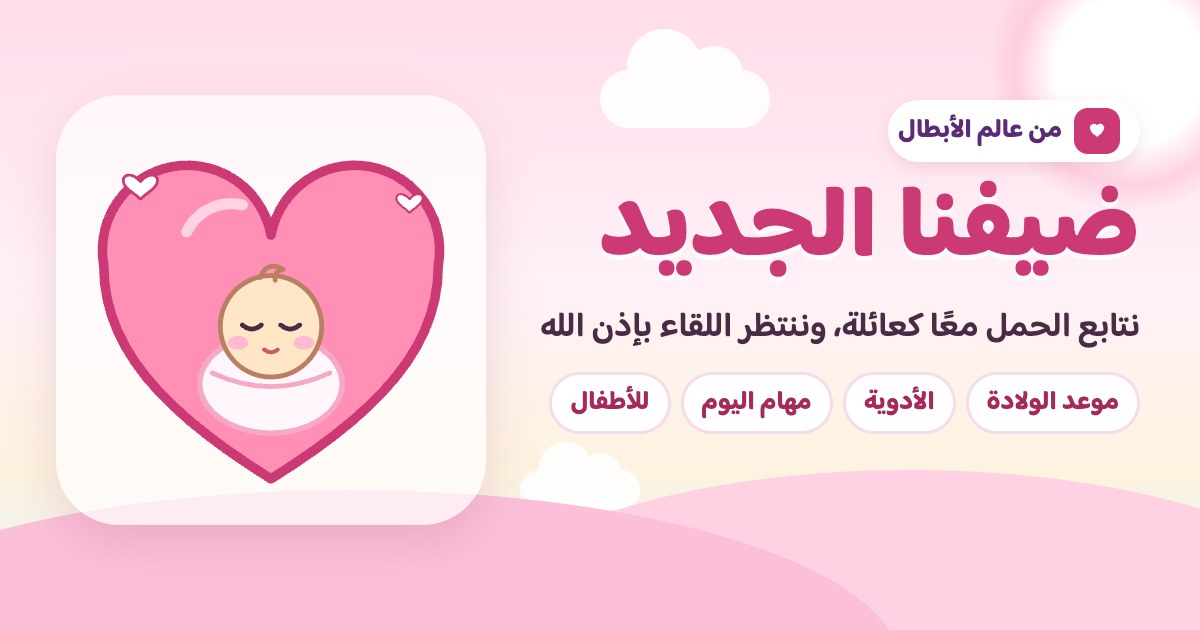 من عالم الأبطال
ضيفنا الجديد
نتابع الحمل معًا كعائلة، وننتظر اللقاء بإذن الله
موعد الولادة
الأدوية
مهام اليوم
للأطفال